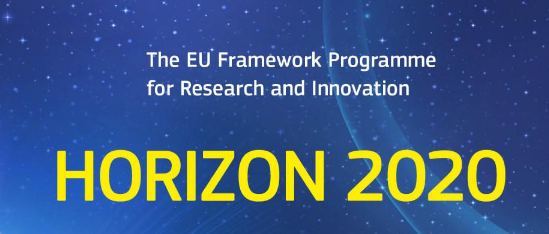 The EU Framework Programme
for Research and Innovation
HORIZON 2020